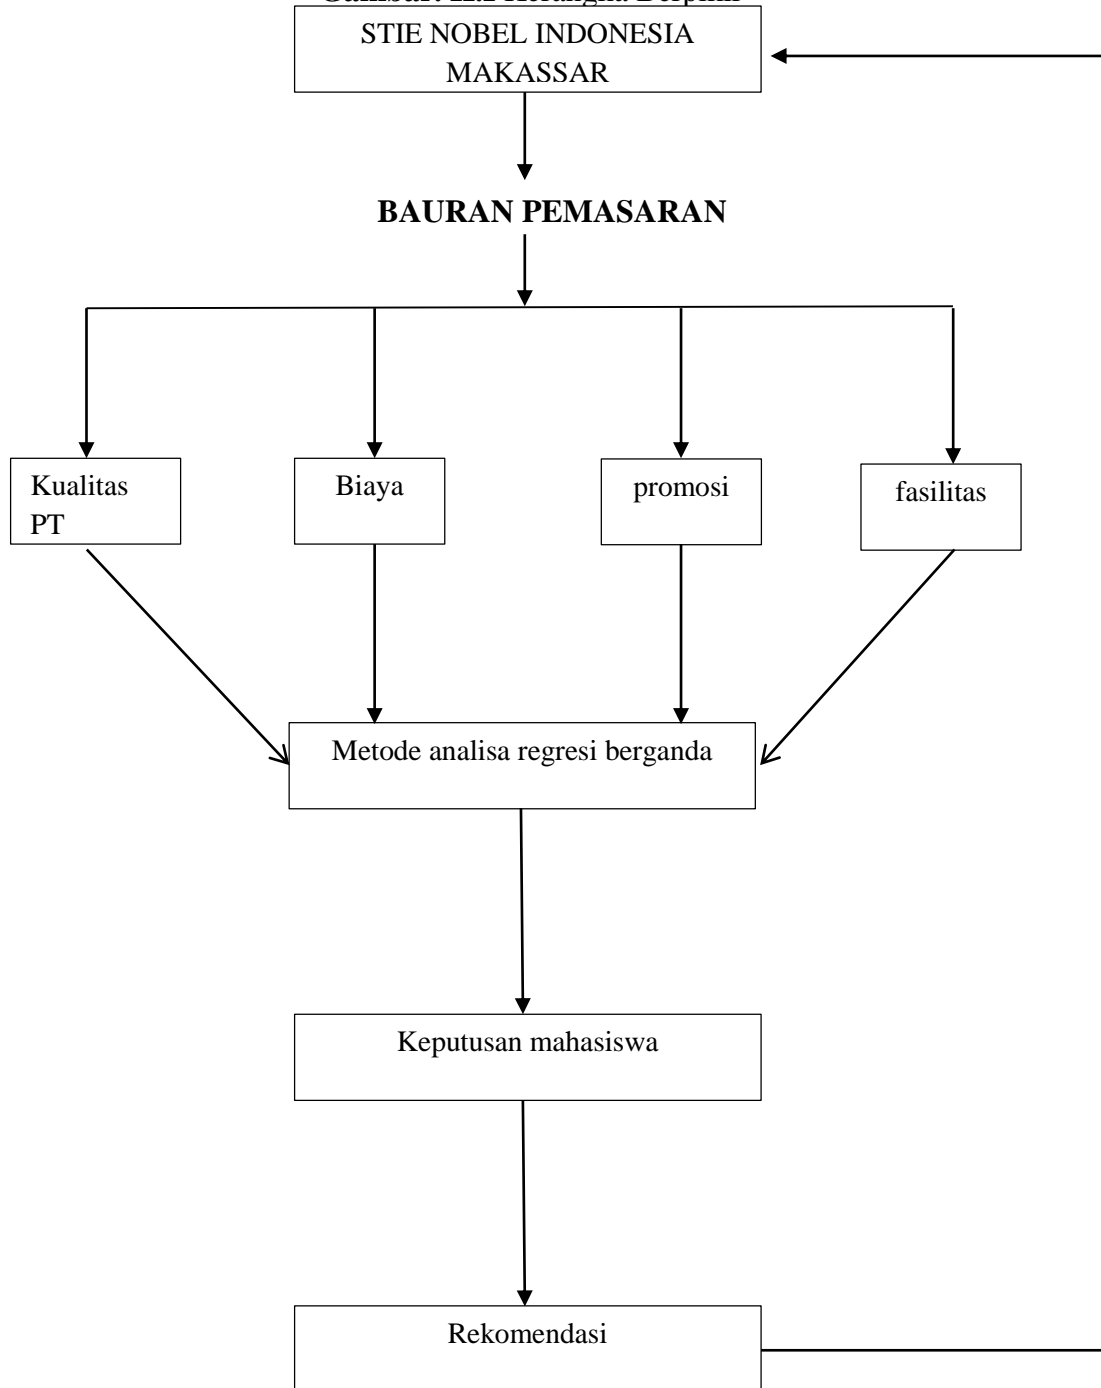 STIE NOBEL INDONESIA
MAKASSAR
BAURAN PEMASARAN
Kualitas
PT
Biaya
promosi
fasilitas
Metode analisa regresi berganda
Keputusan mahasiswa
Rekomendasi